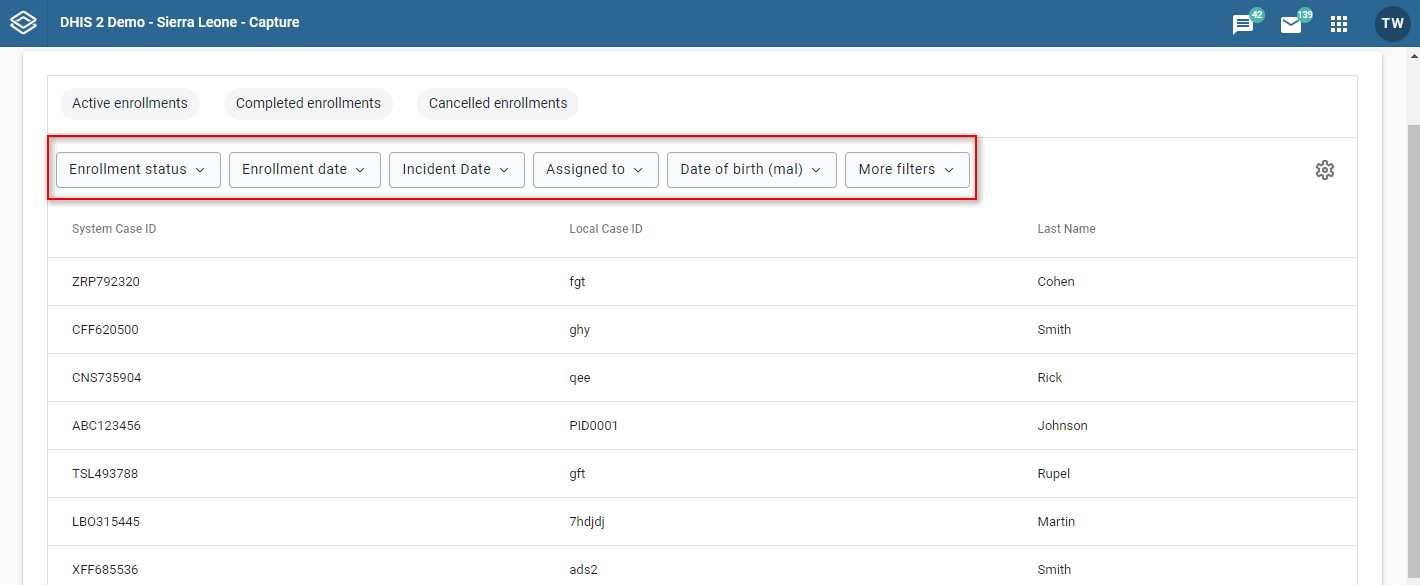 DHIS 2 Demo - Sierra Leone - Capture
42
139
TW
Active enrollments Completed enrollments Cancelled enrollments
Enrollment status Enrollment date Incident Date Assigned to Date of birth (mal) More filters
System Case ID Local Case ID Last Name
ZRP792320 fgt Cohen
CFF620500 ghy Smith
CNS735904 qee Rick
ABC123456 PID0001 Johnson
TSL493788 gft Rupel
LBO315445 7hdjdj Martin
XFF685536 ads2 Smith